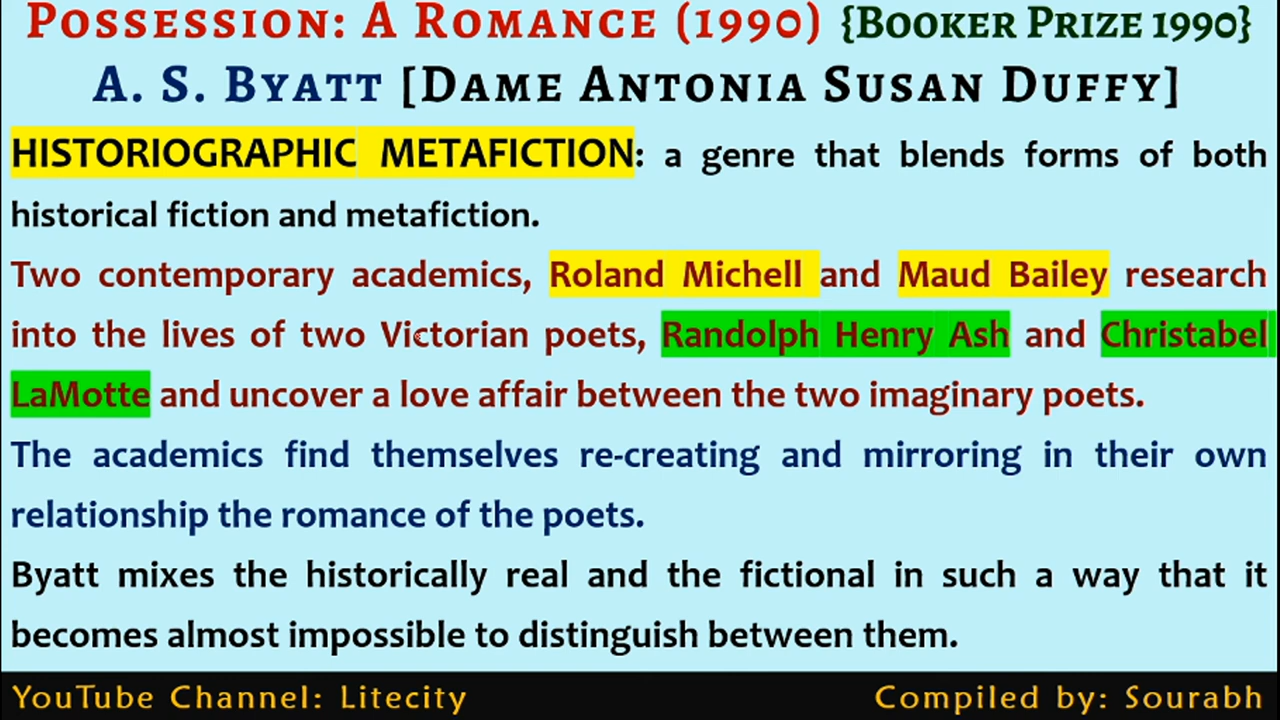 POSSESSION: A ROMANCE (1990) {BOOKER PRIZE 1990}
A. S. BYATT [DAME ANTONIA SUSAN DUFFY]
HISTORIOGRAPHIC METAFICTION: a genre that blends forms of both
historical fiction and metafiction.
Two contemporary academics, Roland Michell and Maud Bailey research
into the lives of two Victorian poets, Randolph Henry Ash and Christabel
LaMotte and uncover a love affair between the two imaginary poets.
The academics find themselves re-creating and mirroring in their own
relationship the romance of the poets.
Byatt mixes the historically real and the fictional in such a way that it
becomes almost impossible to distinguish between them.
YouTube Channel: Litecity Compiled by: Sourabh